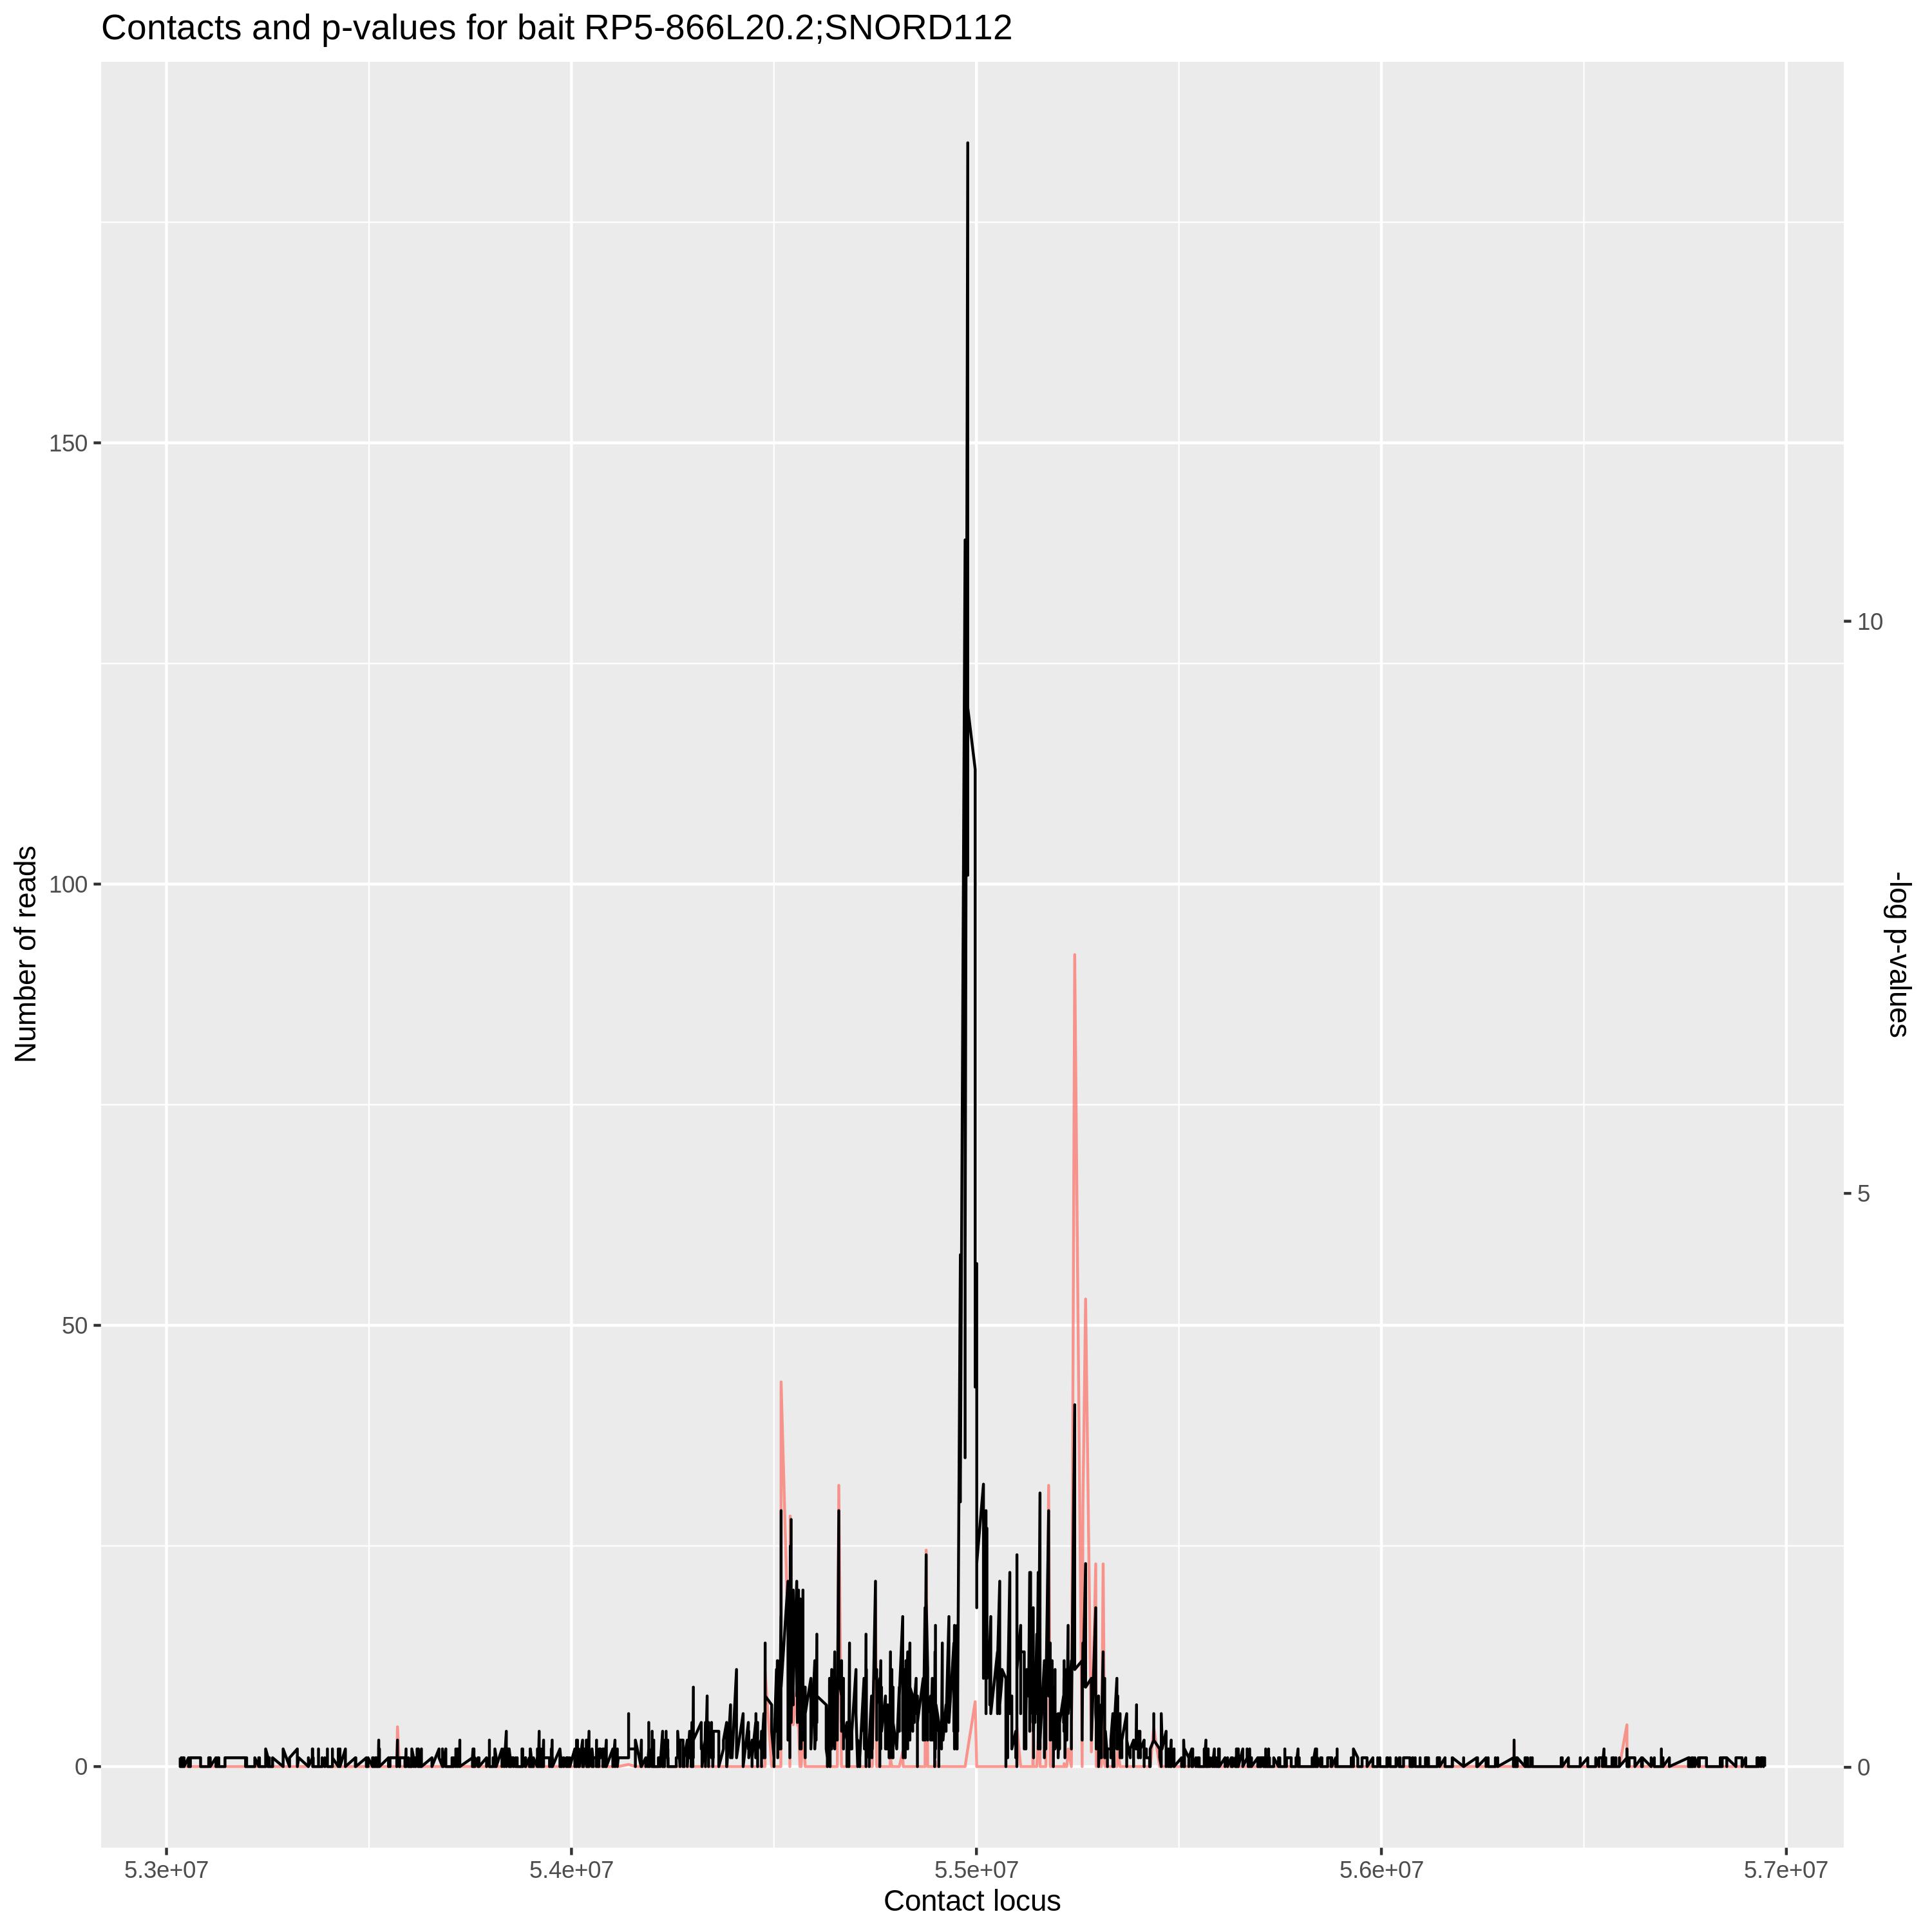 Contacts and p-values for bait RP5-866L20.2;SNORD112
150
100
50
0
Number of reads
10
5
0
-log p-values
5.3e+07
5.4e+07
5.5e+07
5.6e+07
5.7e+07
Contact locus